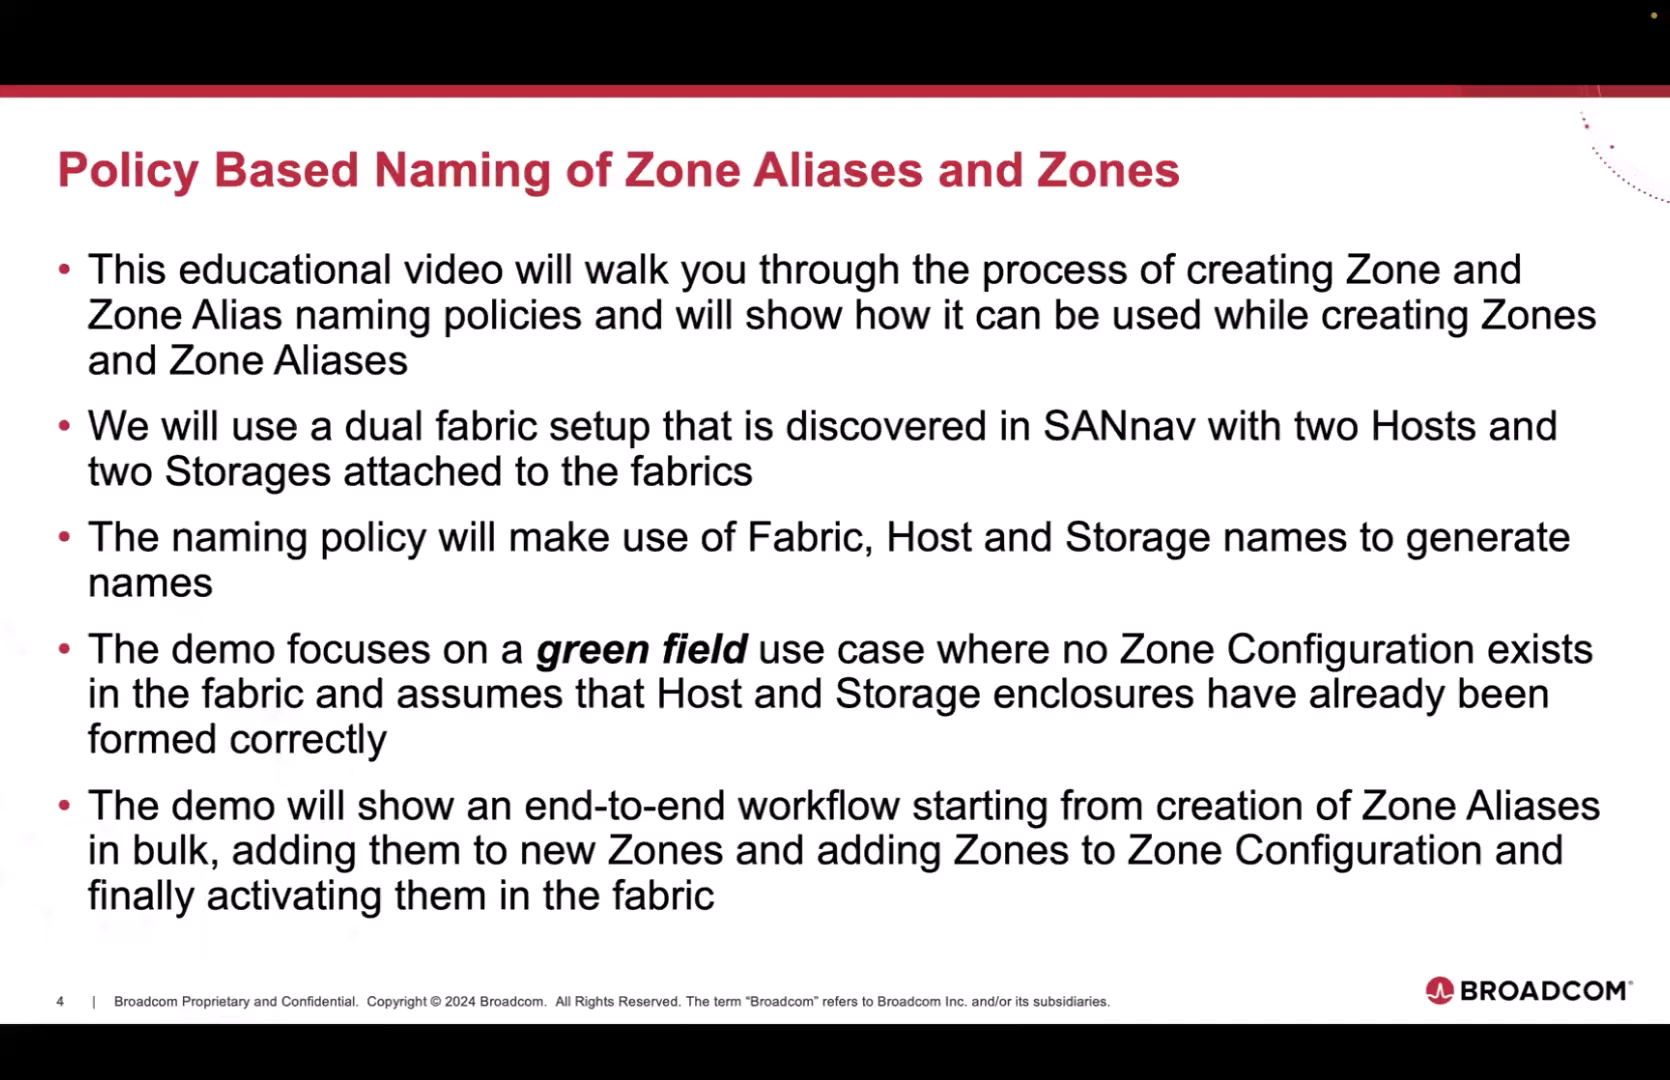 Policy Based Naming of Zone Aliases and Zones
• This educational video will walk you through the process of creating Zone and
Zone Alias naming policies and will show how it can be used while creating Zones
and Zone Aliases
• We will use a dual fabric setup that is discovered in SANnav with two Hosts and
two Storages attached to the fabrics
• The naming policy will make use of Fabric, Host and Storage names to generate
names
• The demo focuses on a green field use case where no Zone Configuration exists
in the fabric and assumes that Host and Storage enclosures have already been
formed correctly
• The demo will show an end-to-end workflow starting from creation of Zone Aliases
in bulk, adding them to new Zones and adding Zones to Zone Configuration and
finally activating them in the fabric
4 | Broadcom Proprietary and Confidential. Copyright © 2024 Broadcom. All Rights Reserved. The term “Broadcom” refers to Broadcom Inc. and/or its subsidiaries.
BROADCOM®